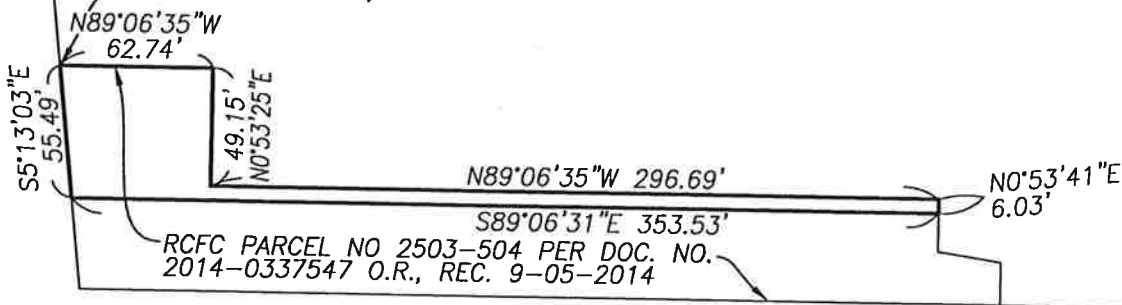 N89°06'35"W
62.74'
S5°13'03"E
55.49'
49.15'
N0°53'25"E
N89°06'35"W 296.69'
N0°53'41"E
6.03'
S89°06'31"E 353.53'
RCFC PARCEL NO 2503-504 PER DOC. NO.
2014-0337547 O.R., REC. 9-05-2014